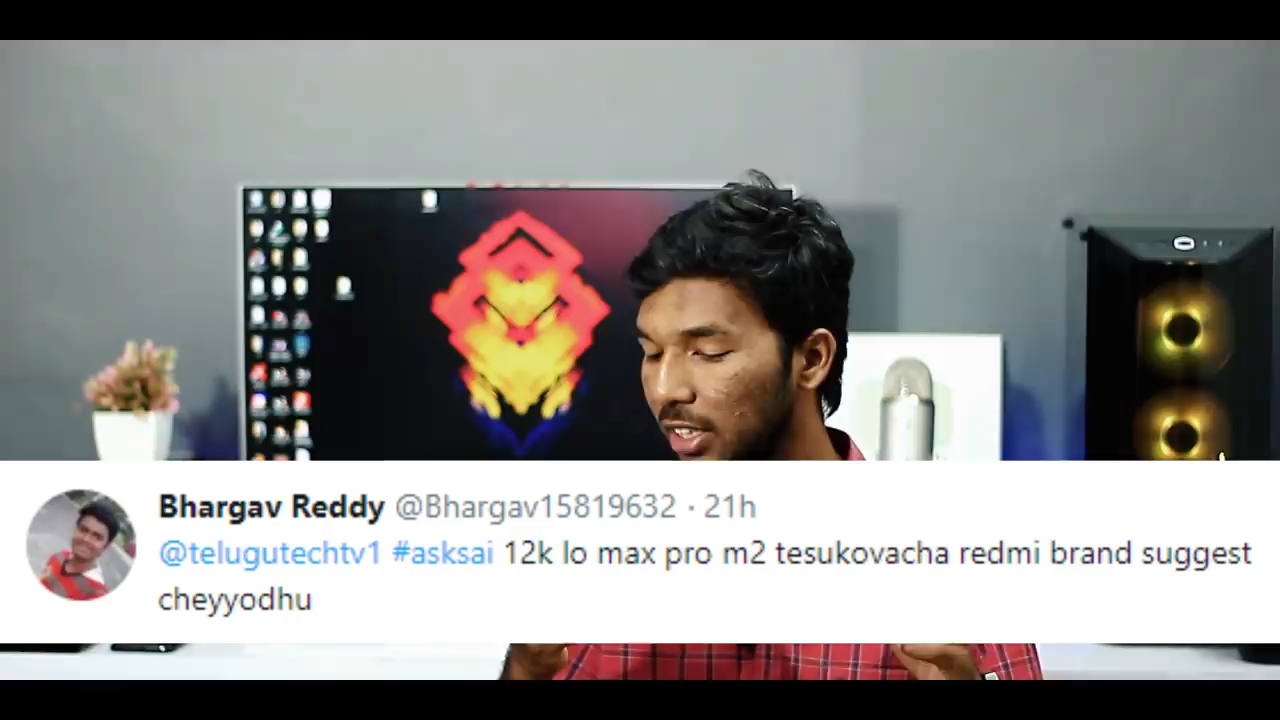 Bhargav Reddy @Bhargav15819632 · 21h
@telugutechtv1 #asksai 12k lo max pro m2 tesukovacha redmi brand suggest
cheyyodhu